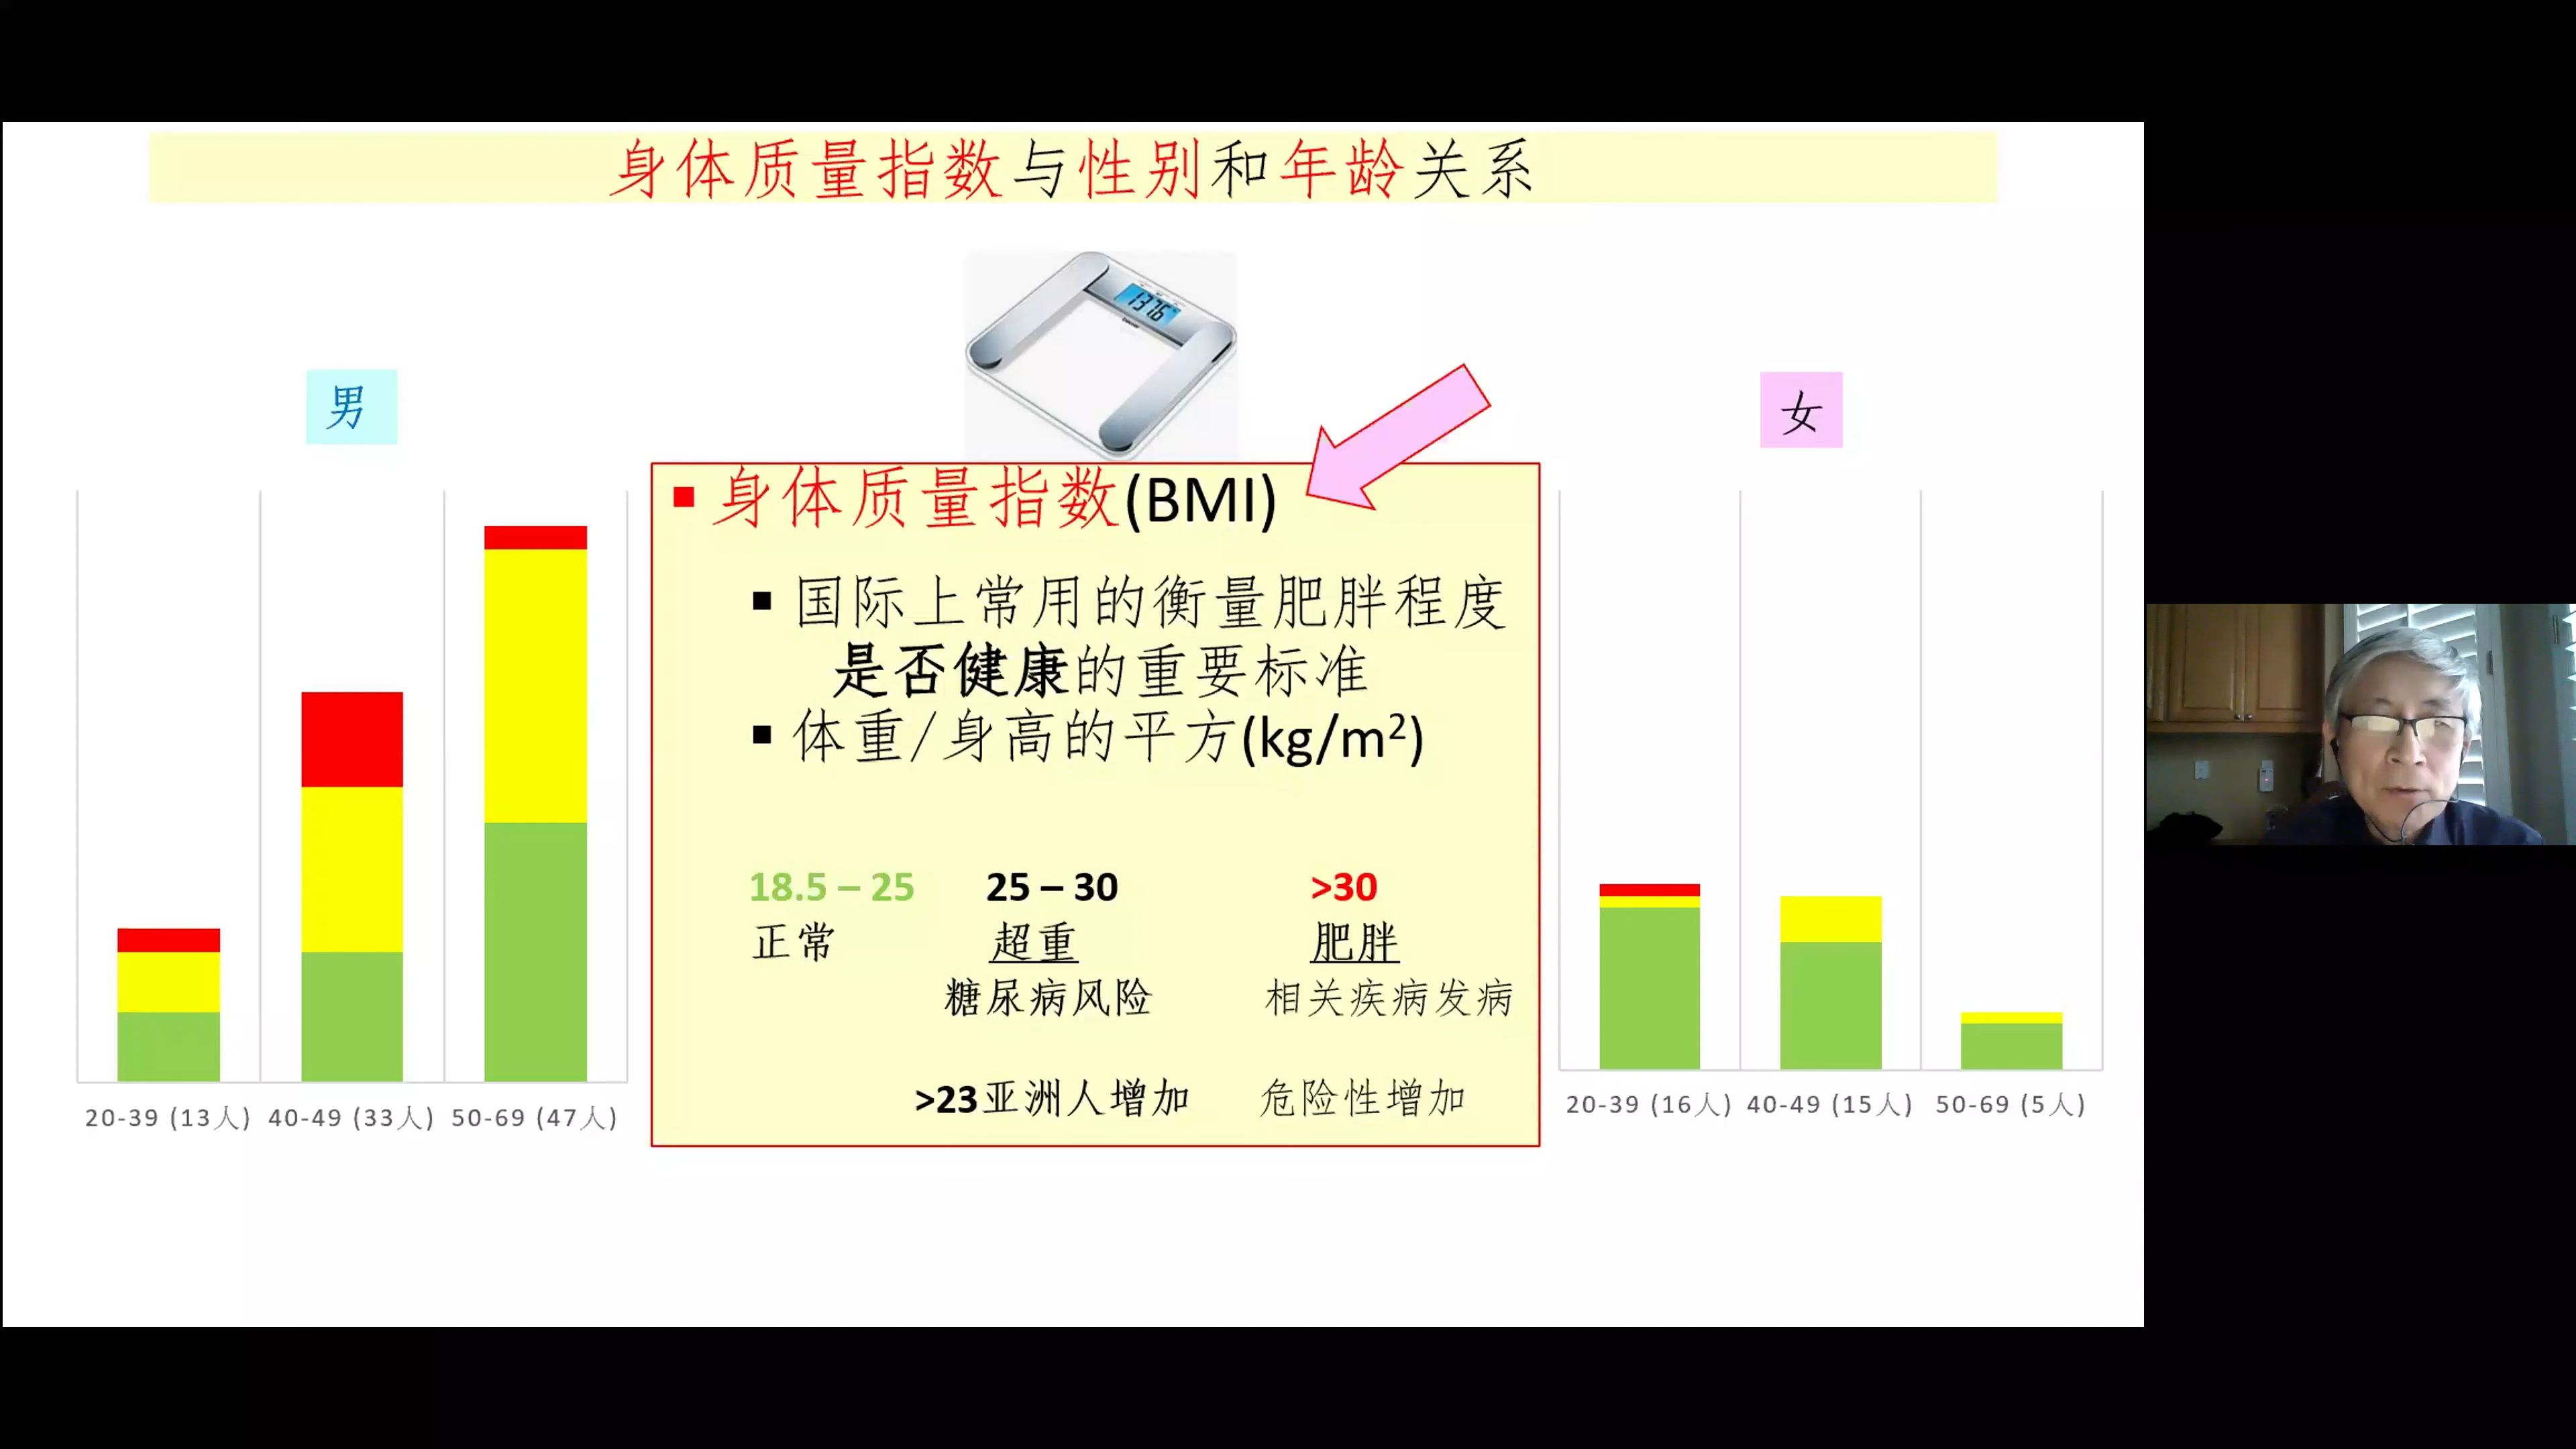 身体质量指数与性别和年龄关系
1376
男
女
▪ 身体质量指数(BMI)
▪ 国际上常用的衡量肥胖程度
是否健康的重要标准
▪ 体重/身高的平方(kg/m²)
18.5 – 25 25 – 30 >30
正常 超重 肥胖
糖尿病风险 相关疾病发病
>23亚洲人增加 危险性增加
20-39 (13人) 40-49 (33人) 50-69 (47人)
20-39 (16人) 40-49 (15人) 50-69 (5人)